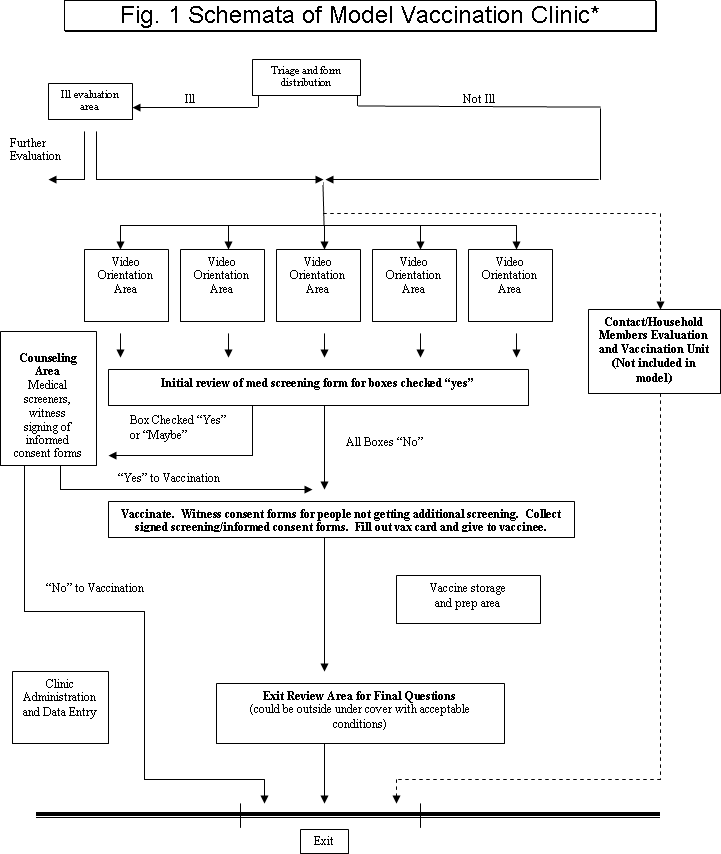 Fig. 1 Schemata of Model Vaccination Clinic*
Triage and form
distribution
Ill evaluation
area
Ill
Not Ill
Further
Evaluation
Video
Orientation
Area
Video
Orientation
Area
Video
Orientation
Area
Video
Orientation
Area
Video
Orientation
Area
Contact/Household
Members Evaluation
and Vaccination Unit
(Not included in
model)
Counseling
Area
Medical
screeners,
witness
signing of
informed
consent forms
Initial review of med screening form for boxes checked “yes”
Box Checked “Yes”
or “Maybe”
All Boxes “No”
“Yes” to Vaccination
Vaccinate. Witness consent forms for people not getting additional screening. Collect
signed screening/informed consent forms. Fill out vax card and give to vaccinee.
“No” to Vaccination
Vaccine storage
and prep area
Clinic
Administration
and Data Entry
Exit Review Area for Final Questions
(could be outside under cover with acceptable
conditions)
Exit